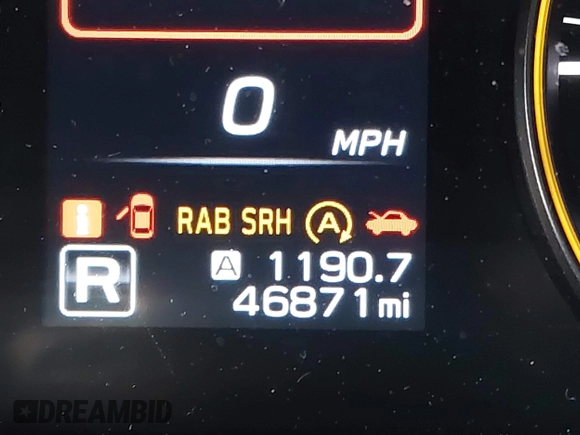 0
MPH
i RAB SRH A
R A 1190.7
46871 mi
DREAMBID